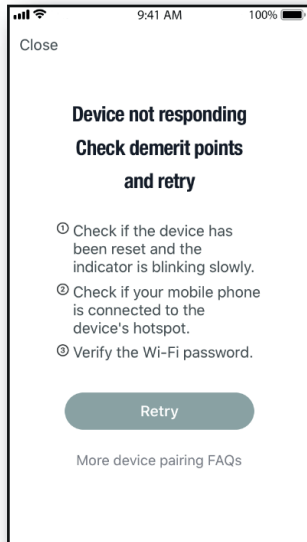 9:41 AM 100%
Close
Device not responding
Check demerit points
and retry
① Check if the device has
been reset and the
indicator is blinking slowly.
② Check if your mobile phone
is connected to the
device's hotspot.
③ Verify the Wi-Fi password.
Retry
More device pairing FAQs